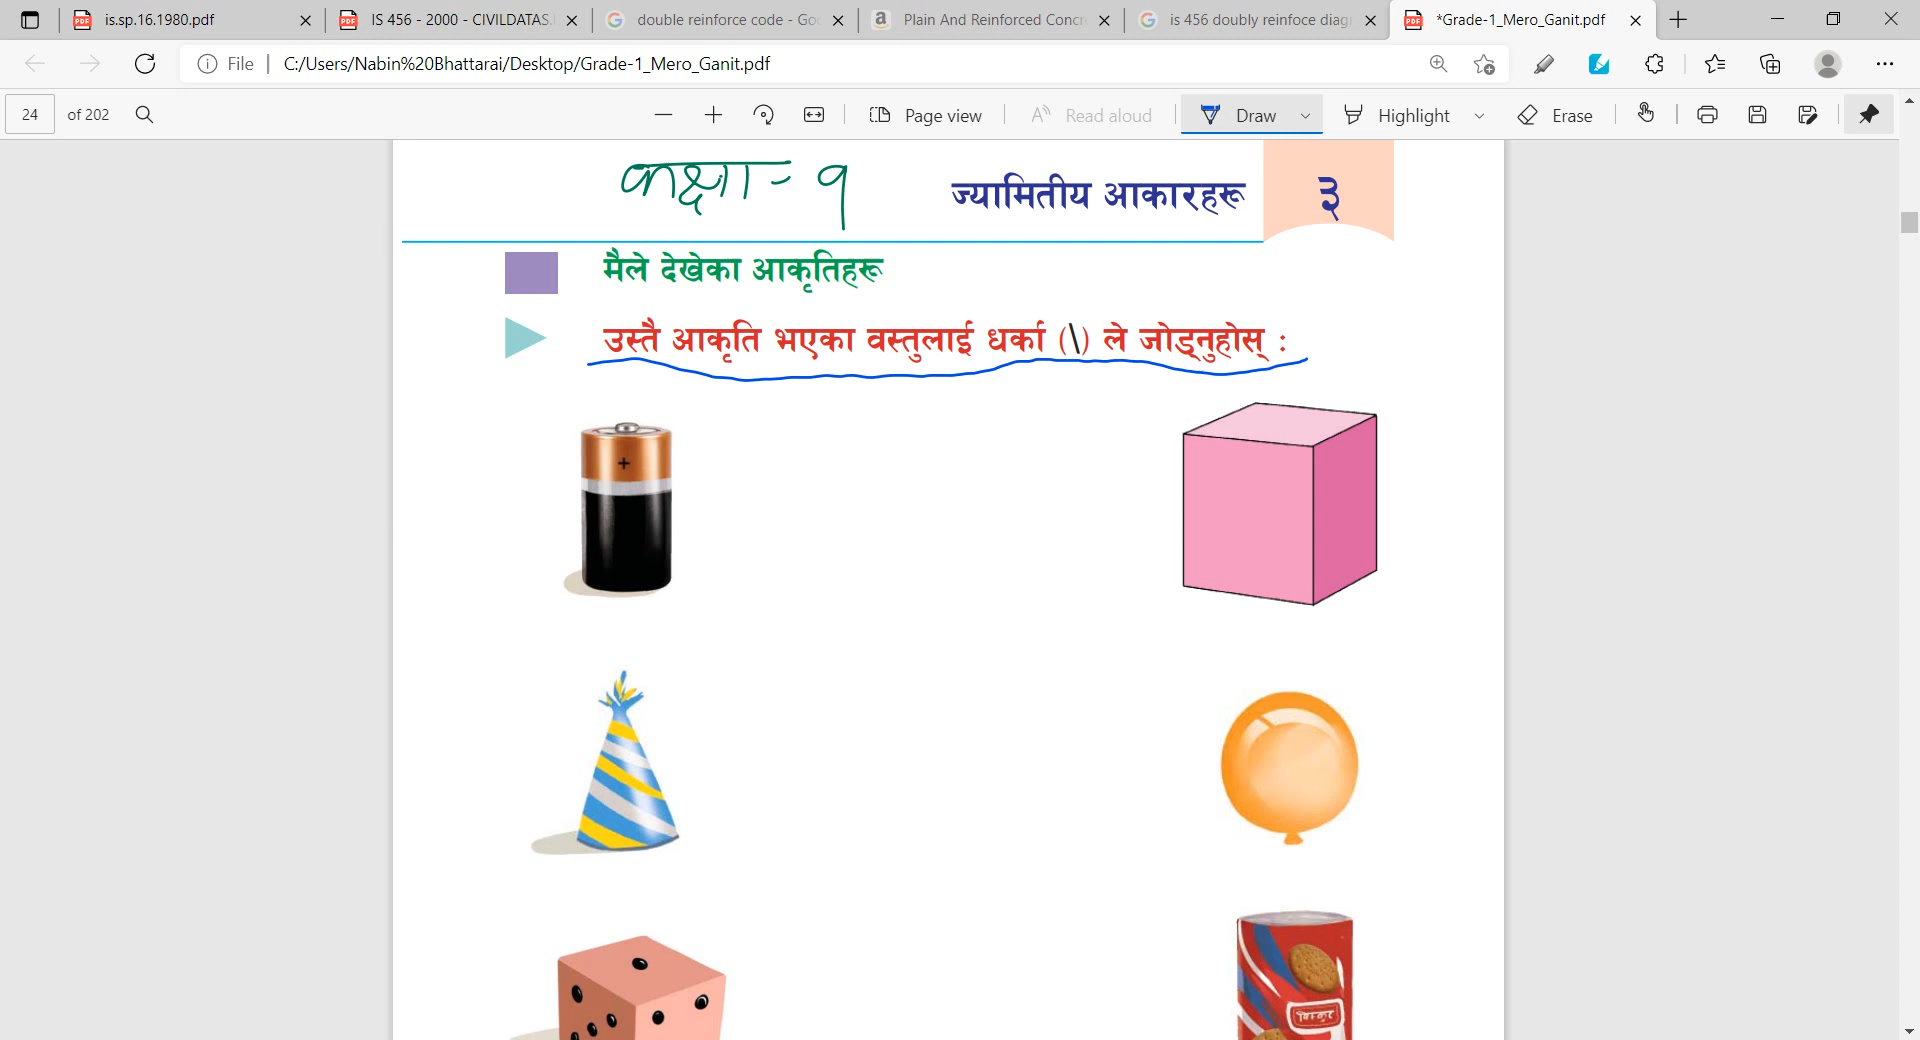 is.sp.16.1980.pdf
IS 456 - 2000 - CIVILDATAS.
double reinforce code - Goo
Plain And Reinforced Concr
is 456 doubly reinfoce diagr
*Grade-1_Mero_Ganit.pdf
File
C:/Users/Nabin%20Bhattarai/Desktop/Grade-1_Mero_Ganit.pdf
24 of 202
Page view
Read aloud
Draw
Highlight
Erase
कक्षा - १
ज्यामितीय आकारहरू ३
मैले देखेका आकृतिहरू
उस्तै आकृति भएका वस्तुलाई धर्का (\) ले जोड्नुहोस् :
+
बिस्कुट